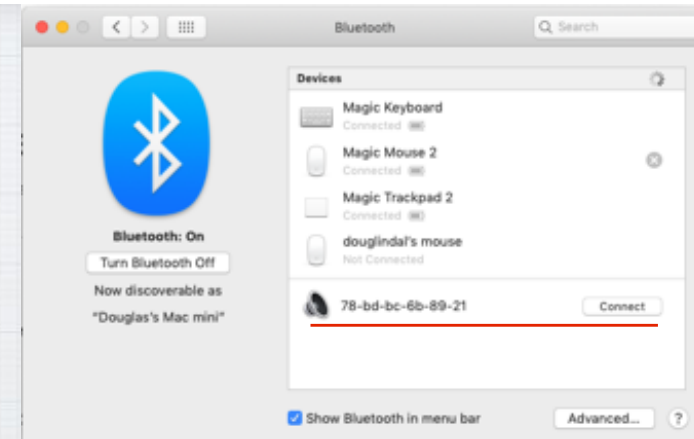 Bluetooth
Search
Devices
Magic Keyboard
Connected
Magic Mouse 2
Connected
Magic Trackpad 2
Connected
douglindal's mouse
Not Connected
78-bd-bc-6b-89-21
Connect
Bluetooth: On
Turn Bluetooth Off
Now discoverable as
"Douglas's Mac mini"
Show Bluetooth in menu bar
Advanced...
?